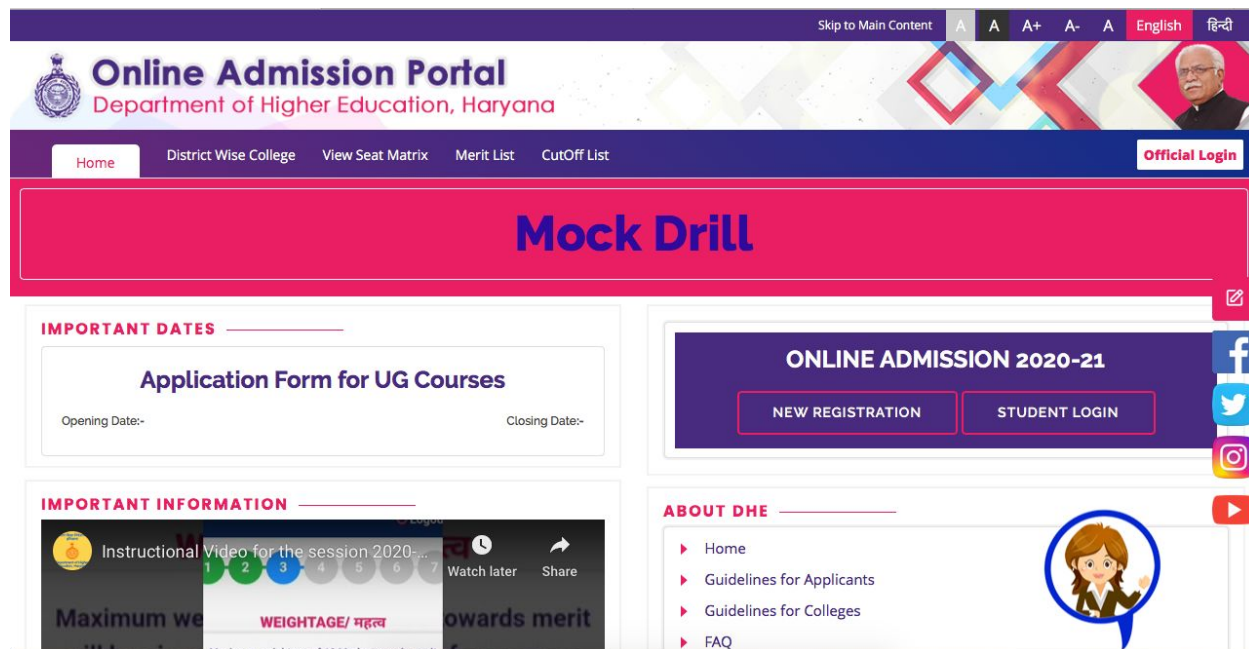 Skip to Main Content A A A+ A- A English हिन्दी
Online Admission Portal
Department of Higher Education, Haryana
Home District Wise College View Seat Matrix Merit List CutOff List Official Login
Mock Drill
IMPORTANT DATES
Application Form for UG Courses
Opening Date:- Closing Date:-
ONLINE ADMISSION 2020-21
NEW REGISTRATION STUDENT LOGIN
IMPORTANT INFORMATION
Instructional Video for the session 2020-...
Watch later Share
1 2 3 4 5 6 7
Maximum we
WEIGHTAGE/ महत्व
owards merit
ABOUT DHE
Home
Guidelines for Applicants
Guidelines for Colleges
FAQ